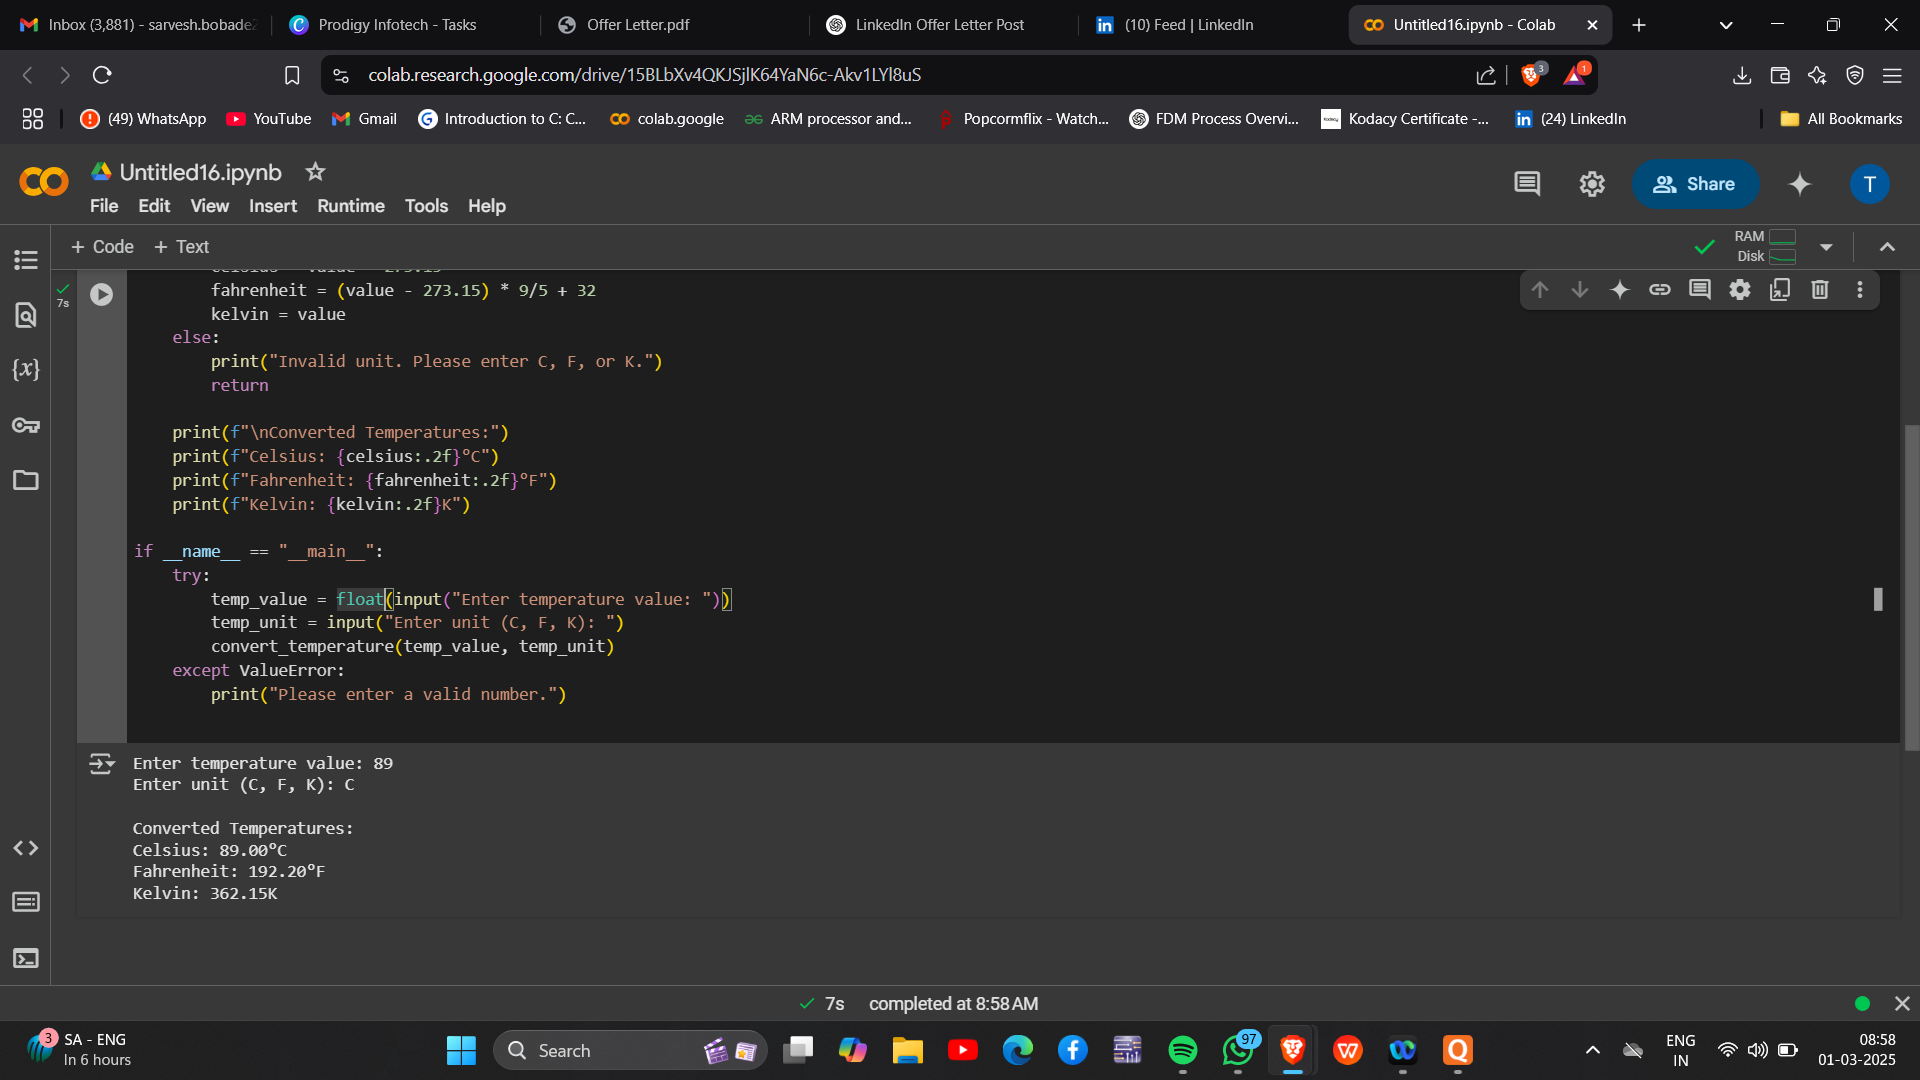 Inbox (3,881) - sarvesh.bobade2
Prodigy Infotech - Tasks
Offer Letter.pdf
LinkedIn Offer Letter Post
(10) Feed | LinkedIn
Untitled16.ipynb - Colab
colab.research.google.com/drive/15BLbXv4QKJSjlK64YaN6c-Akv1LYl8uS
3
1
(49) WhatsApp
YouTube
Gmail
Introduction to C: C...
colab.google
ARM processor and...
Popcormflix - Watch...
FDM Process Overvi...
Kodacy Certificate -...
(24) LinkedIn
All Bookmarks
Untitled16.ipynb
Share
T
File Edit View Insert Runtime Tools Help
+ Code + Text
RAM
Disk
7s
fahrenheit = (value - 273.15) * 9/5 + 32
kelvin = value
else:
print("Invalid unit. Please enter C, F, or K.")
return
print(f"\nConverted Temperatures:")
print(f"Celsius: {celsius:.2f}°C")
print(f"Fahrenheit: {fahrenheit:.2f}°F")
print(f"Kelvin: {kelvin:.2f}K")
if __name__ == "__main__":
try:
temp_value = float(input("Enter temperature value: "))
temp_unit = input("Enter unit (C, F, K): ")
convert_temperature(temp_value, temp_unit)
except ValueError:
print("Please enter a valid number.")
Enter temperature value: 89
Enter unit (C, F, K): C
Converted Temperatures:
Celsius: 89.00°C
Fahrenheit: 192.20°F
Kelvin: 362.15K
7s completed at 8:58 AM
3
SA - ENG
In 6 hours
Search
97
ENG
IN
08:58
01-03-2025